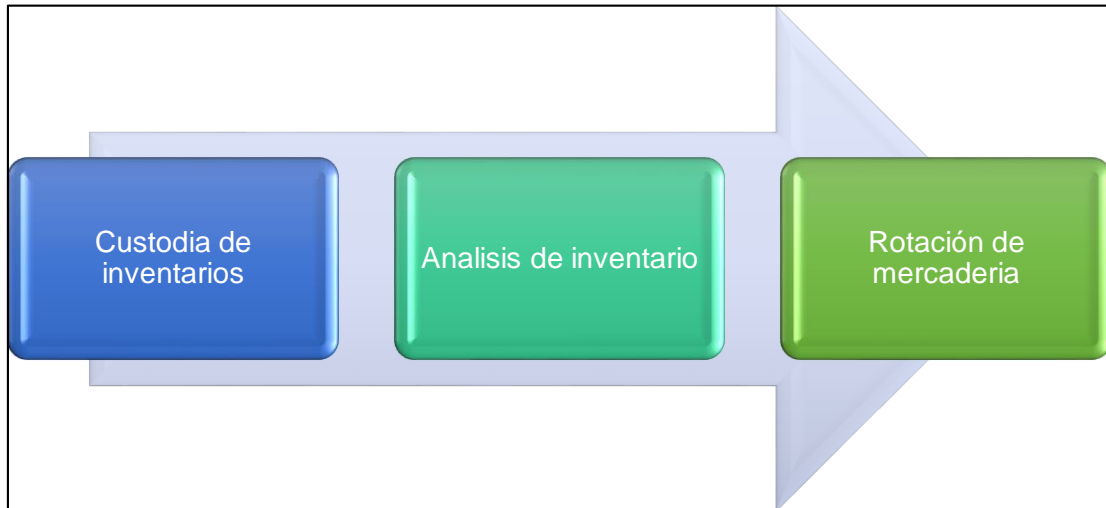 Custodia de
inventarios
Analisis de inventario
Rotación de
mercaderia